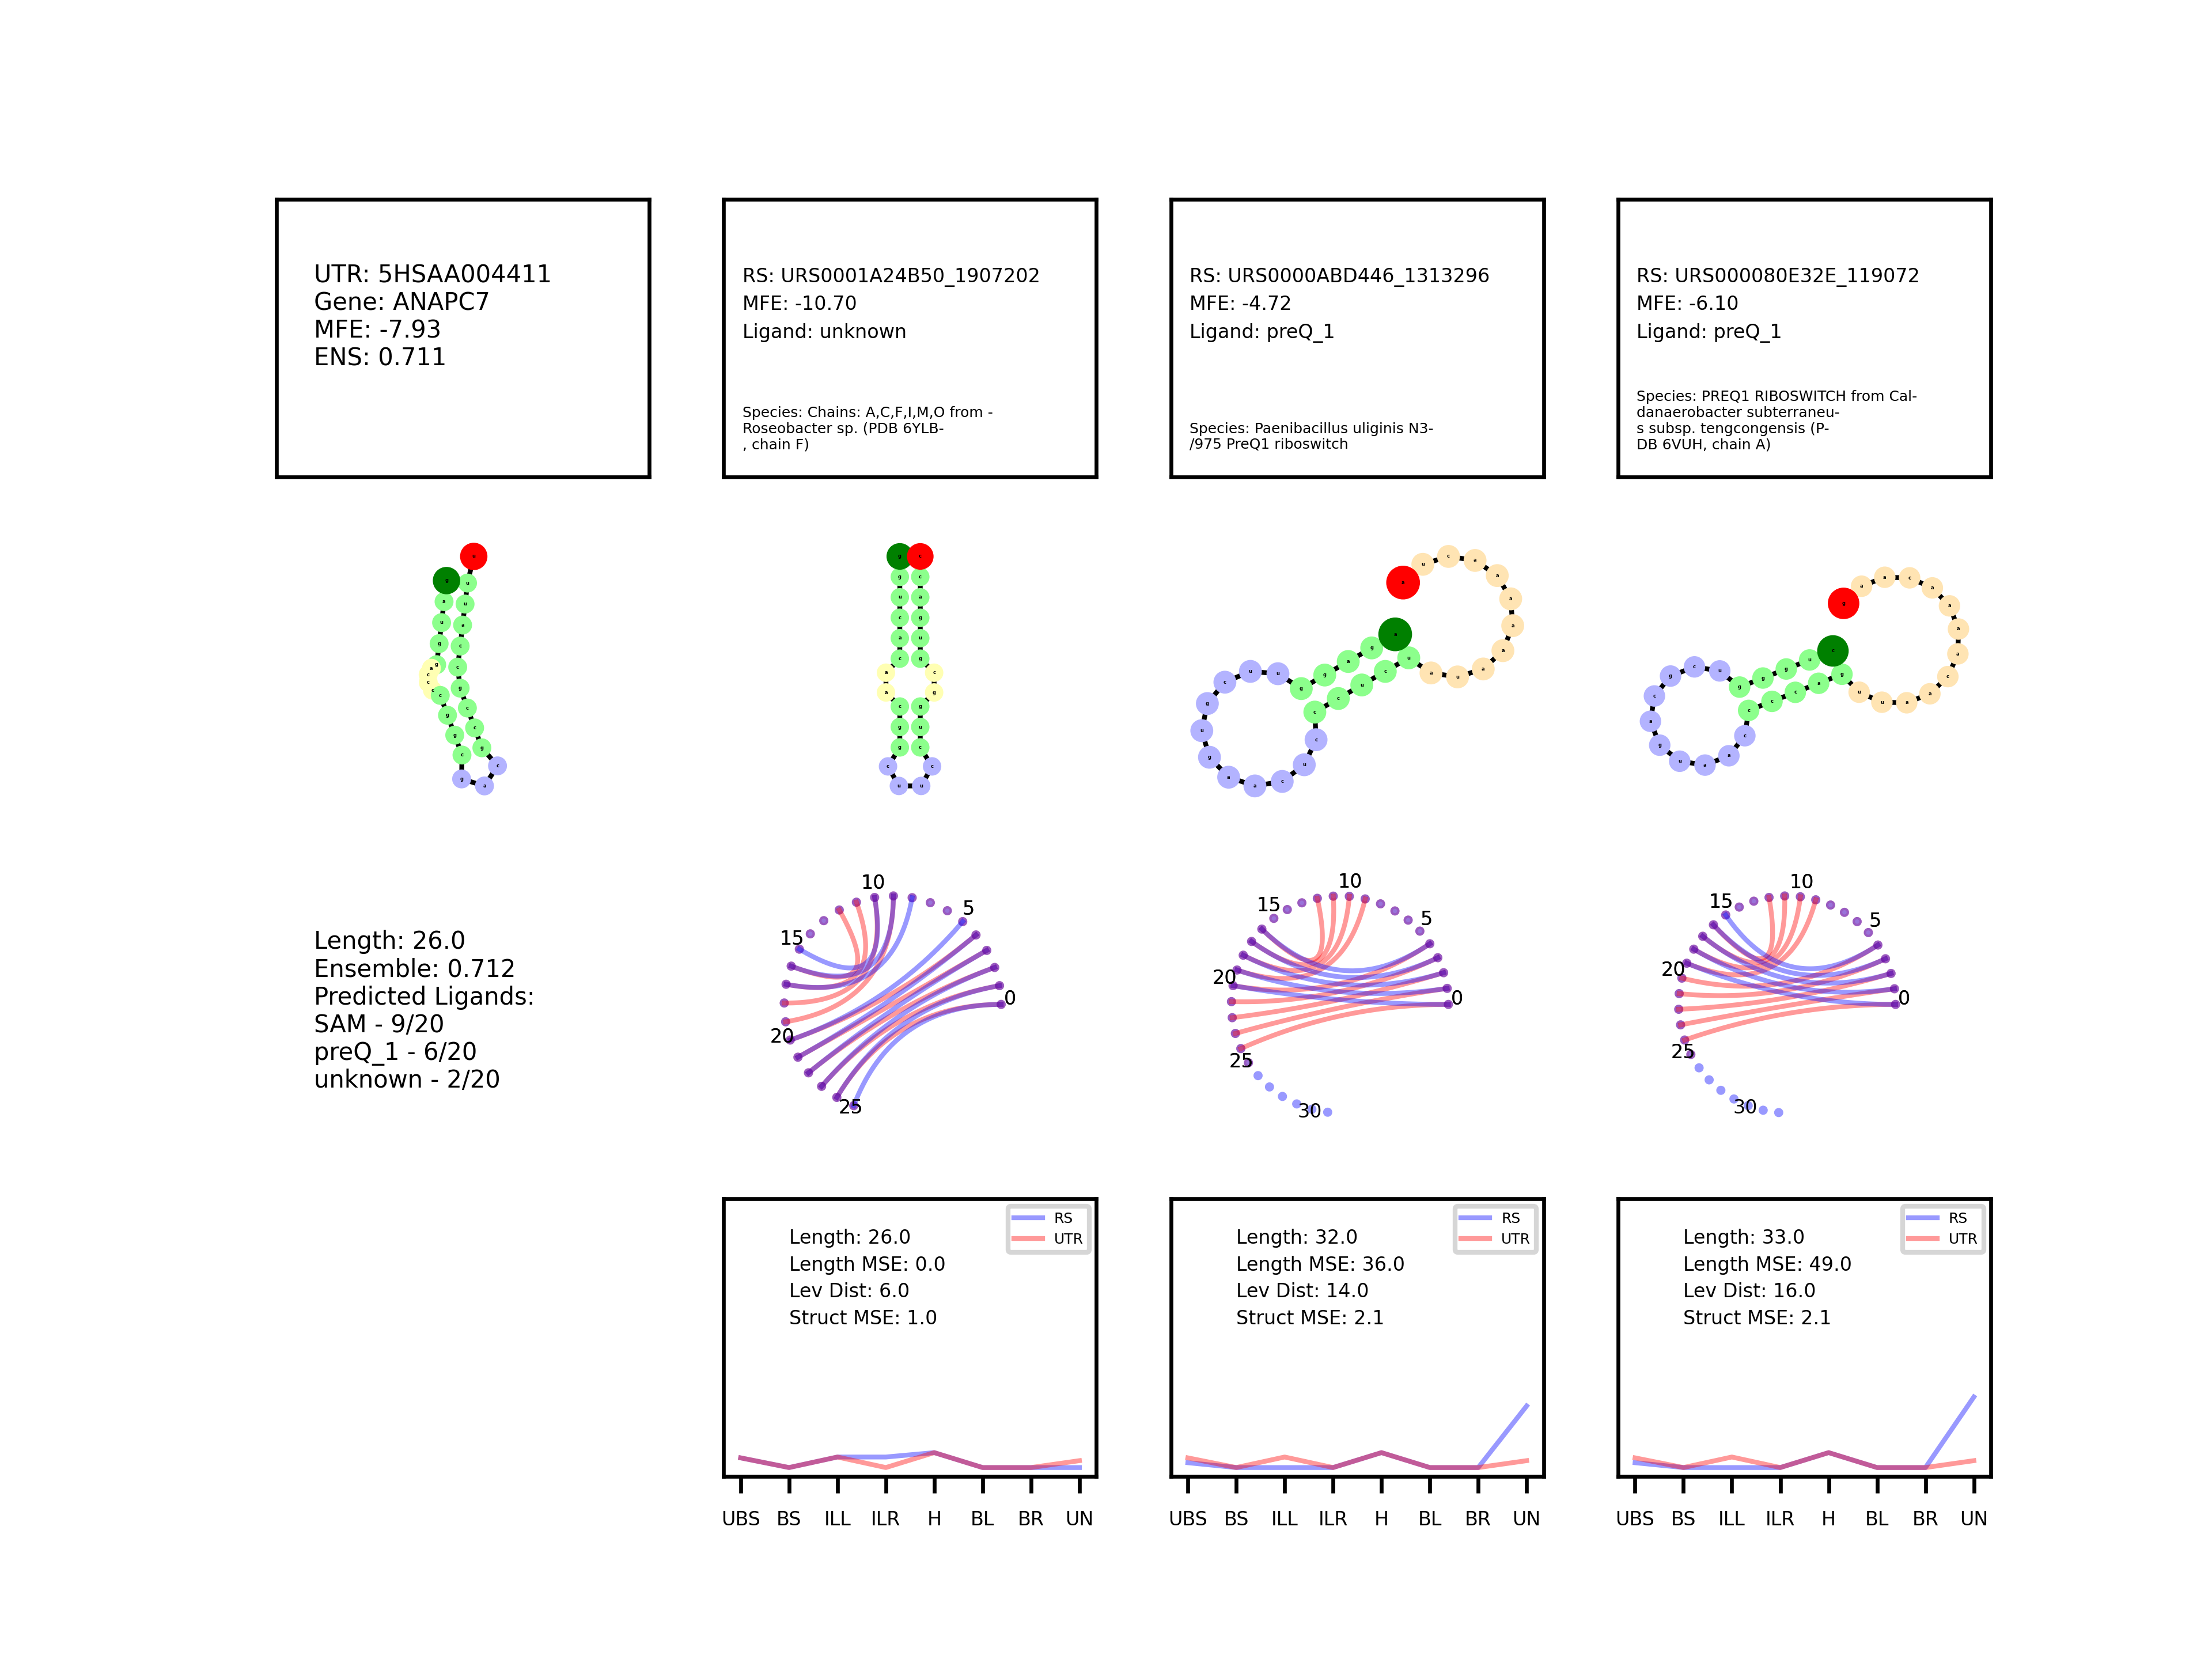 UTR: 5HSAA004411
Gene: ANAPC7
MFE: -7.93
ENS: 0.711
RS: URS0001A24B50_1907202
MFE: -10.70
Ligand: unknown
Species: Chains: A,C,F,I,M,O from -
Roseobacter sp. (PDB 6YLB-
, chain F)
RS: URS0000ABD446_1313296
MFE: -4.72
Ligand: preQ_1
Species: Paenibacillus uliginis N3-
/975 PreQ1 riboswitch
RS: URS000080E32E_119072
MFE: -6.10
Ligand: preQ_1
Species: PREQ1 RIBOSWITCH from Cal-
danaerobacter subterraneu-
s subsp. tengcongensis (P-
DB 6VUH, chain A)
Length: 26.0
Ensemble: 0.712
Predicted Ligands:
SAM - 9/20
preQ_1 - 6/20
unknown - 2/20
0
5
10
15
20
25
0
5
10
15
20
25
30
0
5
10
15
20
25
30
RS
UTR
Length: 26.0
Length MSE: 0.0
Lev Dist: 6.0
Struct MSE: 1.0
UBS BS ILL ILR H BL BR UN
RS
UTR
Length: 32.0
Length MSE: 36.0
Lev Dist: 14.0
Struct MSE: 2.1
UBS BS ILL ILR H BL BR UN
RS
UTR
Length: 33.0
Length MSE: 49.0
Lev Dist: 16.0
Struct MSE: 2.1
UBS BS ILL ILR H BL BR UN